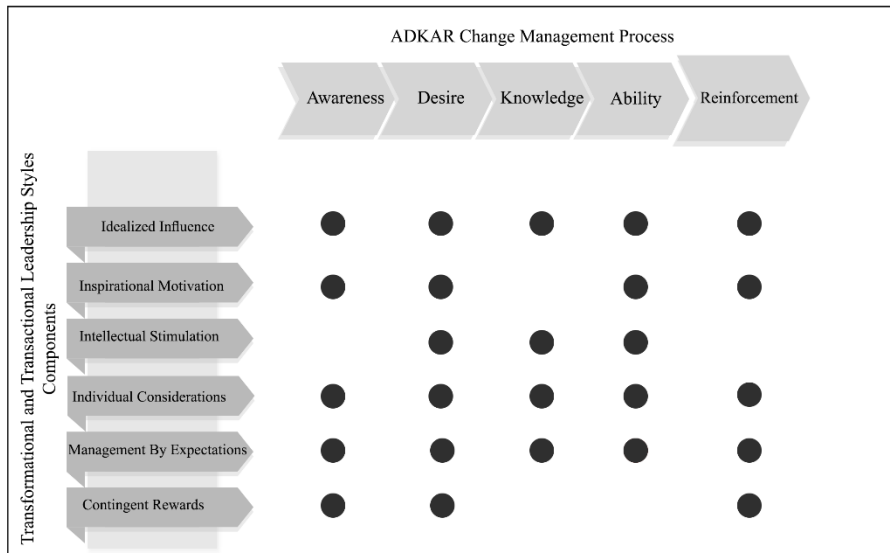 ADKAR Change Management Process
Awareness
Desire
Knowledge
Ability
Reinforcement
Transformational and Transactional Leadership Styles
Components
Idealized Influence
Inspirational Motivation
Intellectual Stimulation
Individual Considerations
Management By Expectations
Contingent Rewards